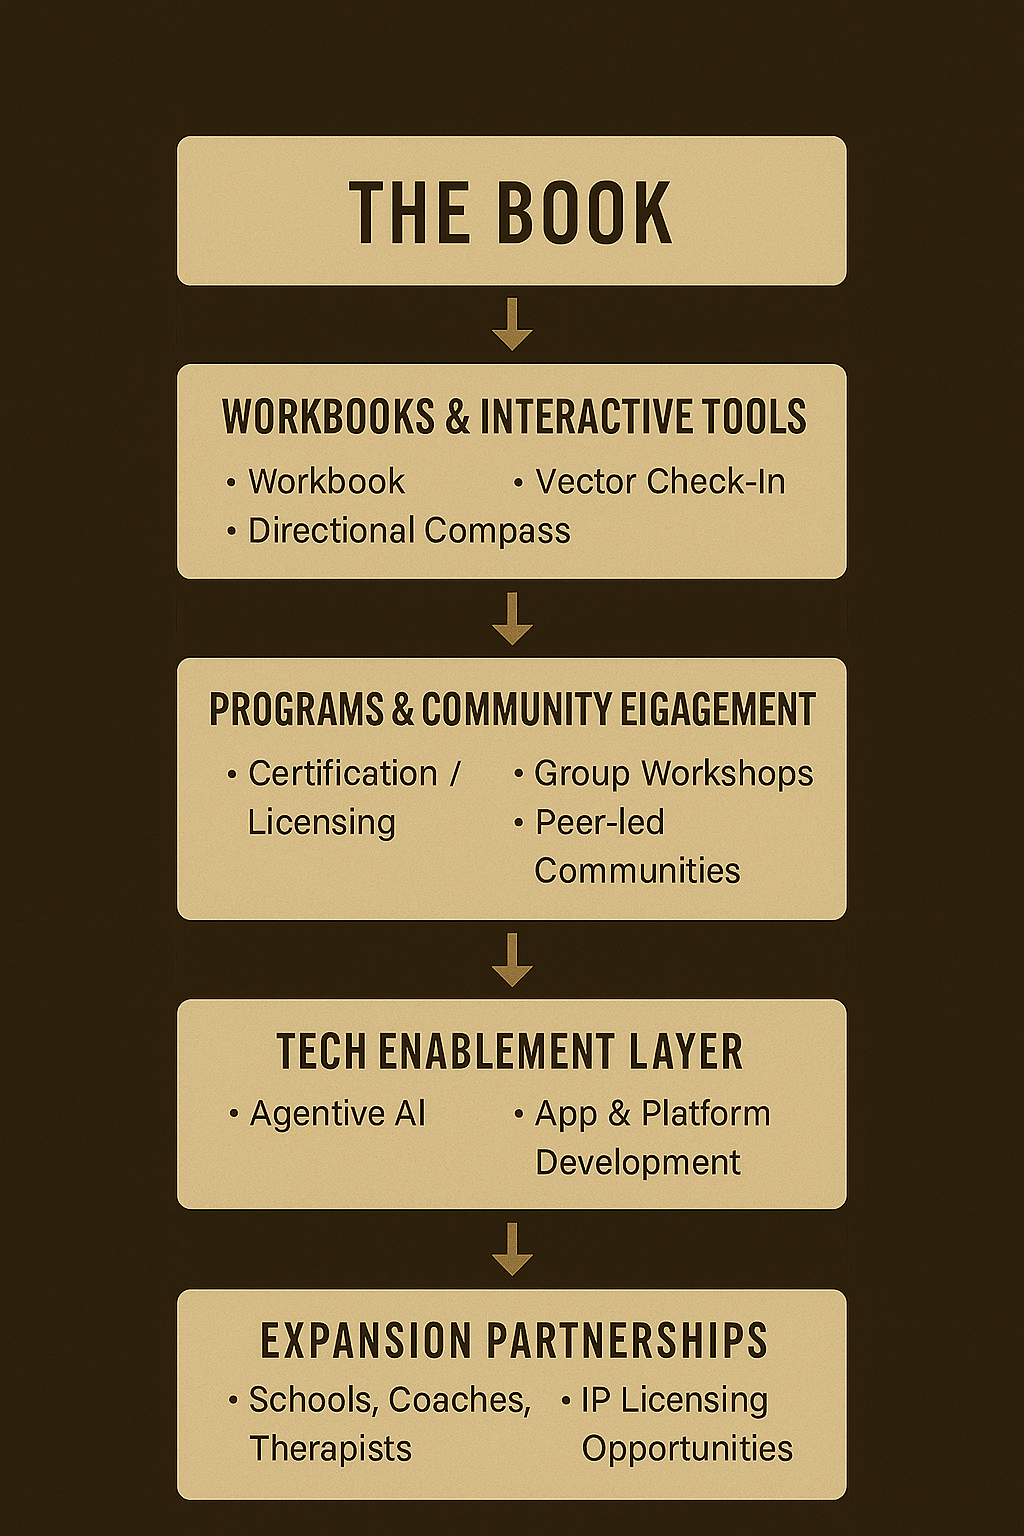 THE BOOK
WORKBOOKS & INTERACTIVE TOOLS
• Workbook
• Vector Check-In
• Directional Compass
PROGRAMS & COMMUNITY EIGAGEMENT
• Certification /
Licensing
• Group Workshops
• Peer-led
Communities
TECH ENABLEMENT LAYER
• Agentive AI
• App & Platform
Development
EXPANSION PARTNERSHIPS
• Schools, Coaches,
Therapists
• IP Licensing
Opportunities